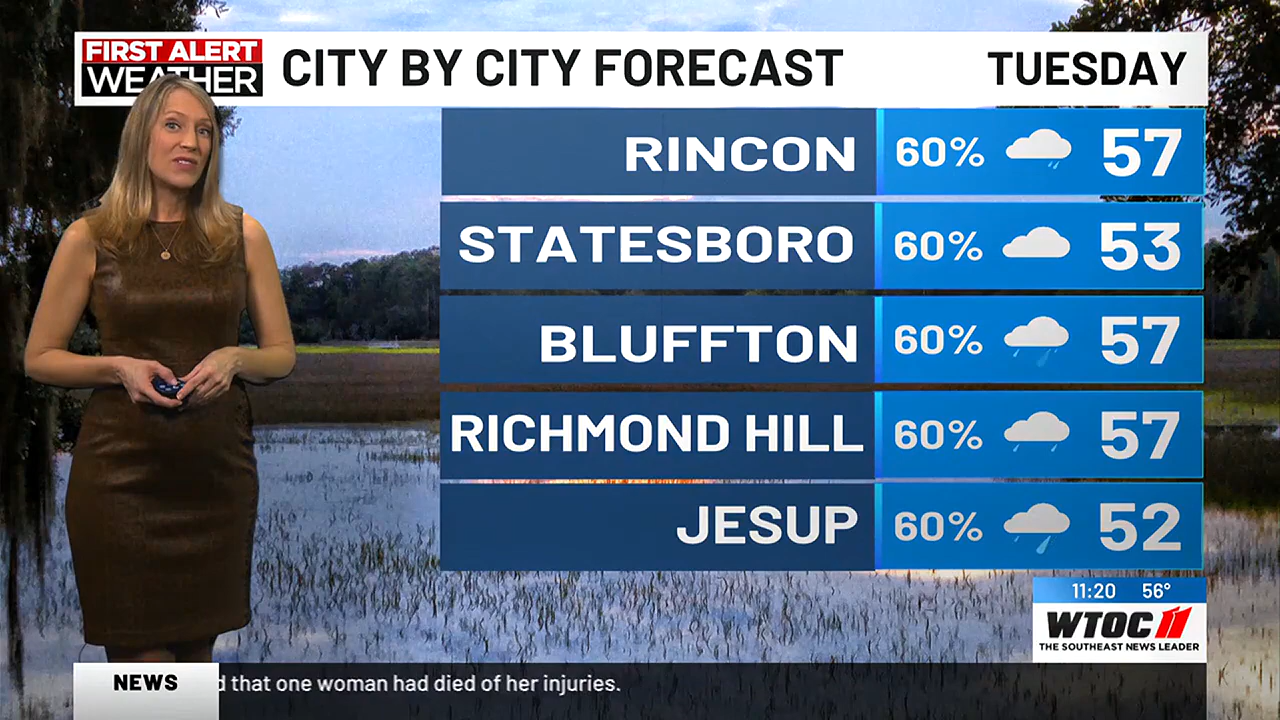 FIRST ALERT
WEATHER
CITY BY CITY FORECAST
TUESDAY
RINCON 60% 57
STATESBORO 60% 53
BLUFFTON 60% 57
RICHMOND HILL 60% 57
JESUP 60% 52
11:20 56°
WTOC 11
THE SOUTHEAST NEWS LEADER
NEWS
that one woman had died of her injuries.